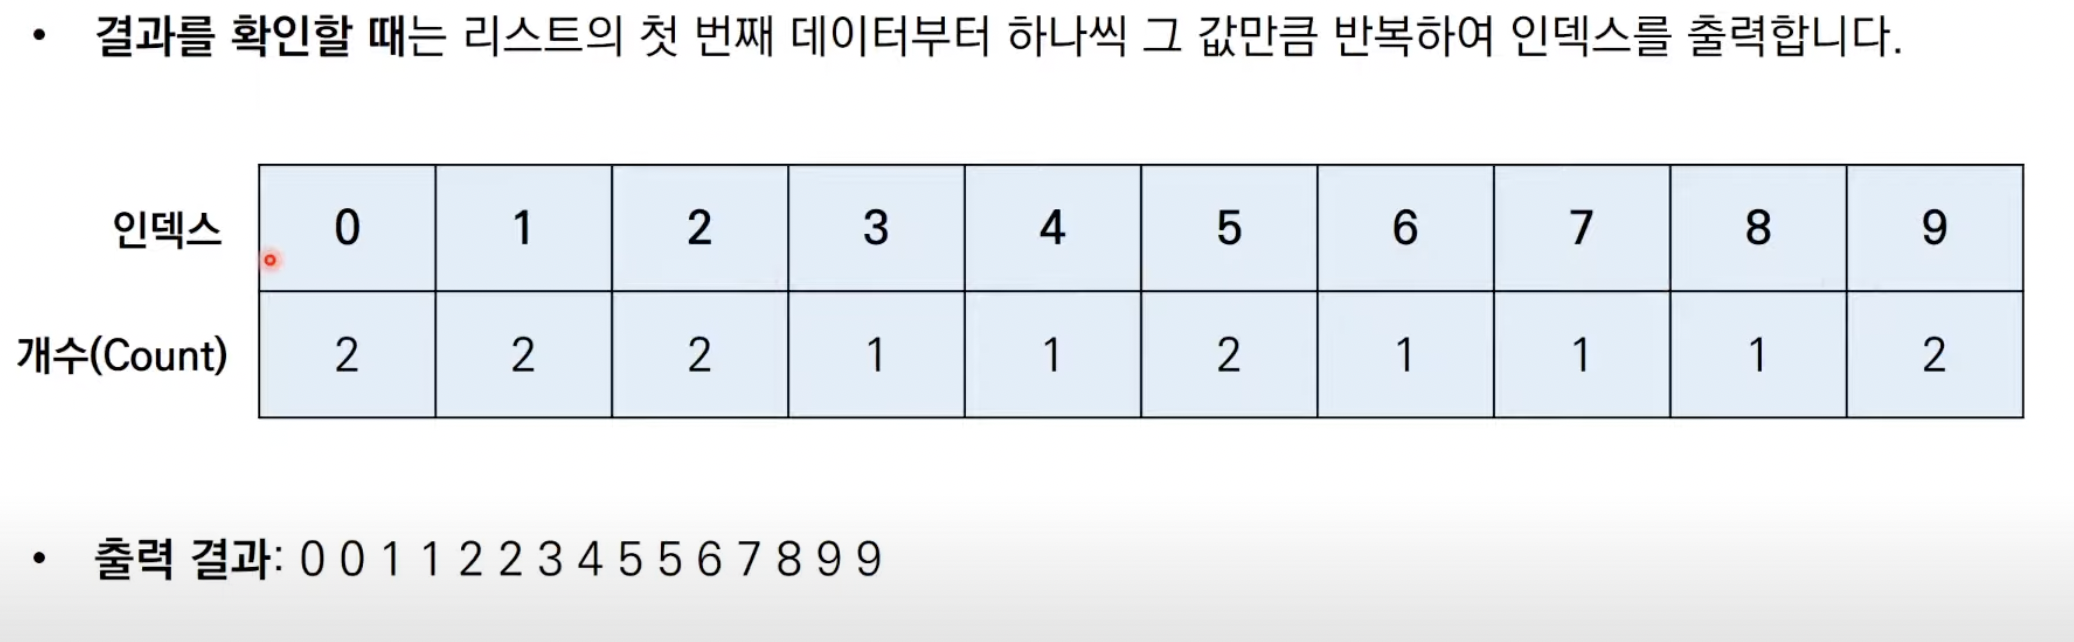 • 결과를 확인할 때는 리스트의 첫 번째 데이터부터 하나씩 그 값만큼 반복하여 인덱스를 출력합니다.
인덱스 0 1 2 3 4 5 6 7 8 9
개수(Count) 2 2 2 1 1 2 1 1 1 2
• 출력 결과: 0 0 1 1 2 2 3 4 5 5 6 7 8 9 9